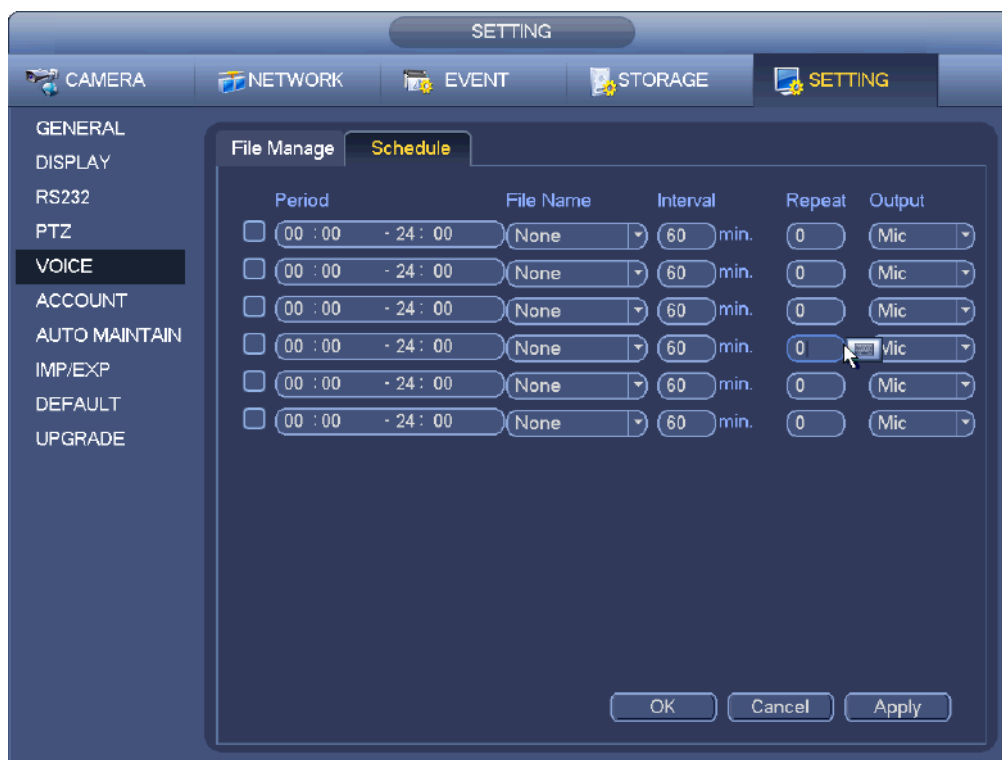 SETTING
CAMERA NETWORK EVENT STORAGE SETTING
GENERAL
DISPLAY
RS232
PTZ
VOICE
ACCOUNT
AUTO MAINTAIN
IMP/EXP
DEFAULT
UPGRADE
File Manage Schedule
Period File Name Interval Repeat Output
00 : 00 - 24 : 00 None 60 min. 0 Mic
00 : 00 - 24 : 00 None 60 min. 0 Mic
00 : 00 - 24 : 00 None 60 min. 0 Mic
00 : 00 - 24 : 00 None 60 min. 0 Mic
00 : 00 - 24 : 00 None 60 min. 0 Mic
00 : 00 - 24 : 00 None 60 min. 0 Mic
OK Cancel Apply